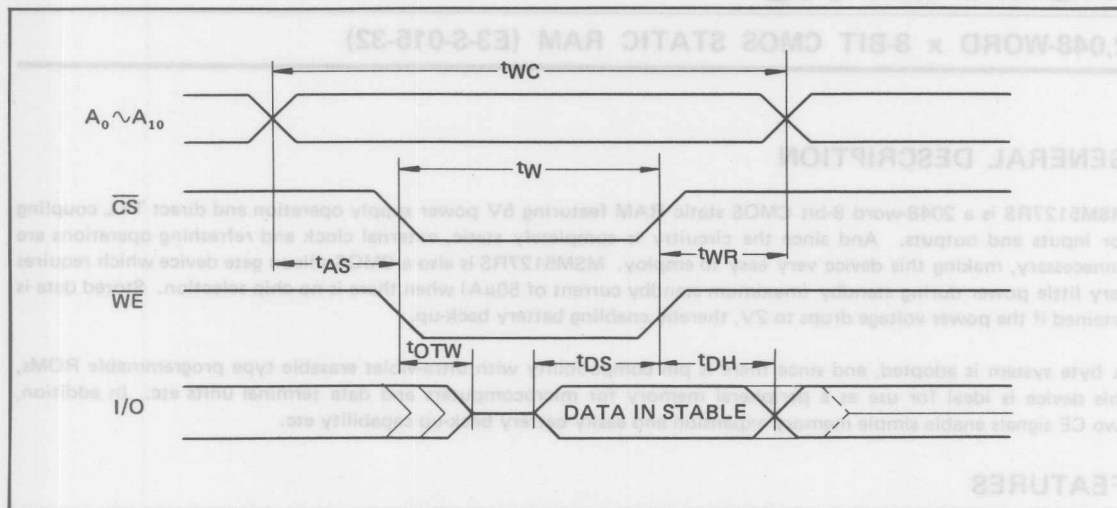 2,048-WORD x 8-BIT CMOS STATIC RAM (E3-S-016-32)
tWC
A₀∿A₁₀
GENERAL DESCRIPTION
tW
C̅S̅
MSM5127RS is a 2048-word 8-bit CMOS static RAM featuring 5V power supply operation and direct coupling
for inputs and outputs. And since the circuitry is completely static, external clock and refreshing operations are
unnecessary, making this device very easy to employ. MSM5127RS is also a CMOS silicon gate device which requires
tAS
tWR
W̅E̅
very little power during standby (maximum standby current of 50μA) when there is no chip selection. Stored data is
retained if the power voltage drops to 2V, thereby enabling battery back-up.
tOTW
tDS
tDH
A byte system is adopted, and since there is pin compatibility with ultra-violet erasable type programmable ROMs,
I/O
DATA IN STABLE
this device is ideal for use as a peripheral memory for microcomputers and data terminal units etc. In addition,
two CE signals enable simple memory expansion and easily battery back-up capability etc.
FEATURES